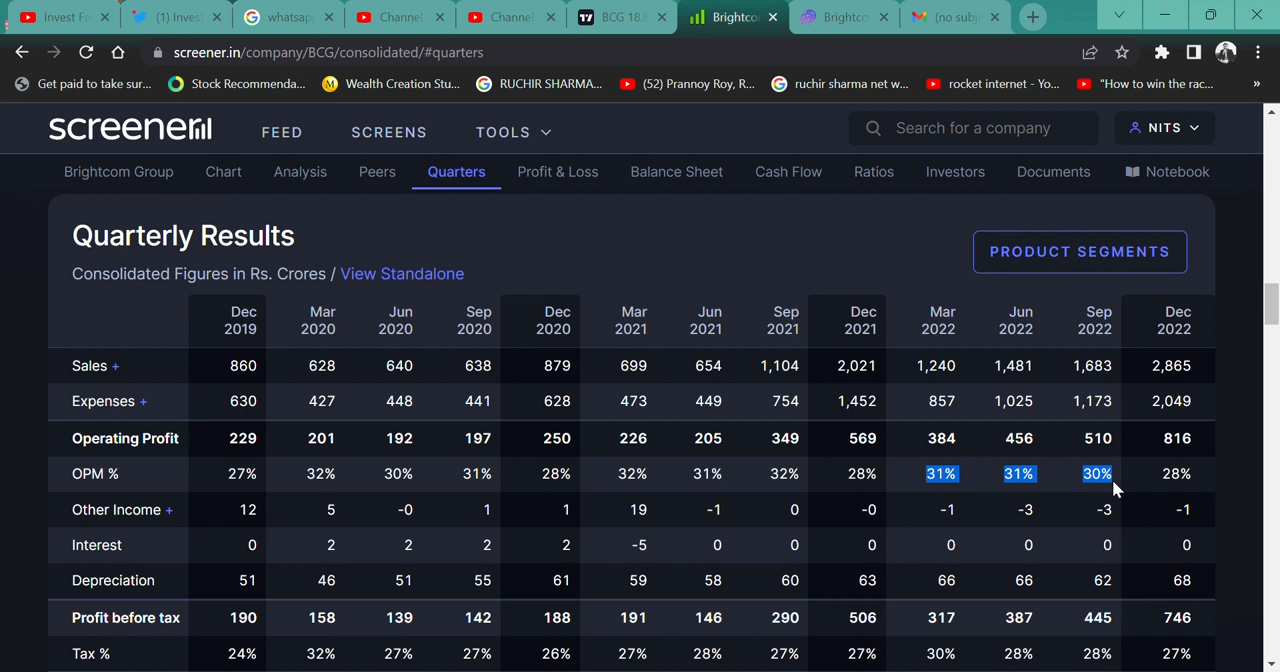 Invest Fo
(1) Invest
whatsap
Channel
Channel
BCG 18.8
Brightco
Brightco
(no subj
screener.in/company/BCG/consolidated/#quarters
Get paid to take sur... Stock Recommenda... Wealth Creation Stu... RUCHIR SHARMA... (52) Prannoy Roy, R... ruchir sharma net w... rocket internet - Yo... "How to win the rac... »
screener FEED SCREENS TOOLS Search for a company NITS
Brightcom Group Chart Analysis Peers Quarters Profit & Loss Balance Sheet Cash Flow Ratios Investors Documents Notebook
Quarterly Results
PRODUCT SEGMENTS
Consolidated Figures in Rs. Crores / View Standalone
Dec 2019 Mar 2020 Jun 2020 Sep 2020 Dec 2020 Mar 2021 Jun 2021 Sep 2021 Dec 2021 Mar 2022 Jun 2022 Sep 2022 Dec 2022
Sales + 860 628 640 638 879 699 654 1,104 2,021 1,240 1,481 1,683 2,865
Expenses + 630 427 448 441 628 473 449 754 1,452 857 1,025 1,173 2,049
Operating Profit 229 201 192 197 250 226 205 349 569 384 456 510 816
OPM % 27% 32% 30% 31% 28% 32% 31% 32% 28% 31% 31% 30% 28%
Other Income + 12 5 -0 1 1 19 -1 0 -0 -1 -3 -3 -1
Interest 0 2 2 2 2 -5 0 0 0 0 0 0 0
Depreciation 51 46 51 55 61 59 58 60 63 66 66 62 68
Profit before tax 190 158 139 142 188 191 146 290 506 317 387 445 746
Tax % 24% 32% 27% 27% 26% 27% 28% 27% 27% 30% 28% 28% 27%